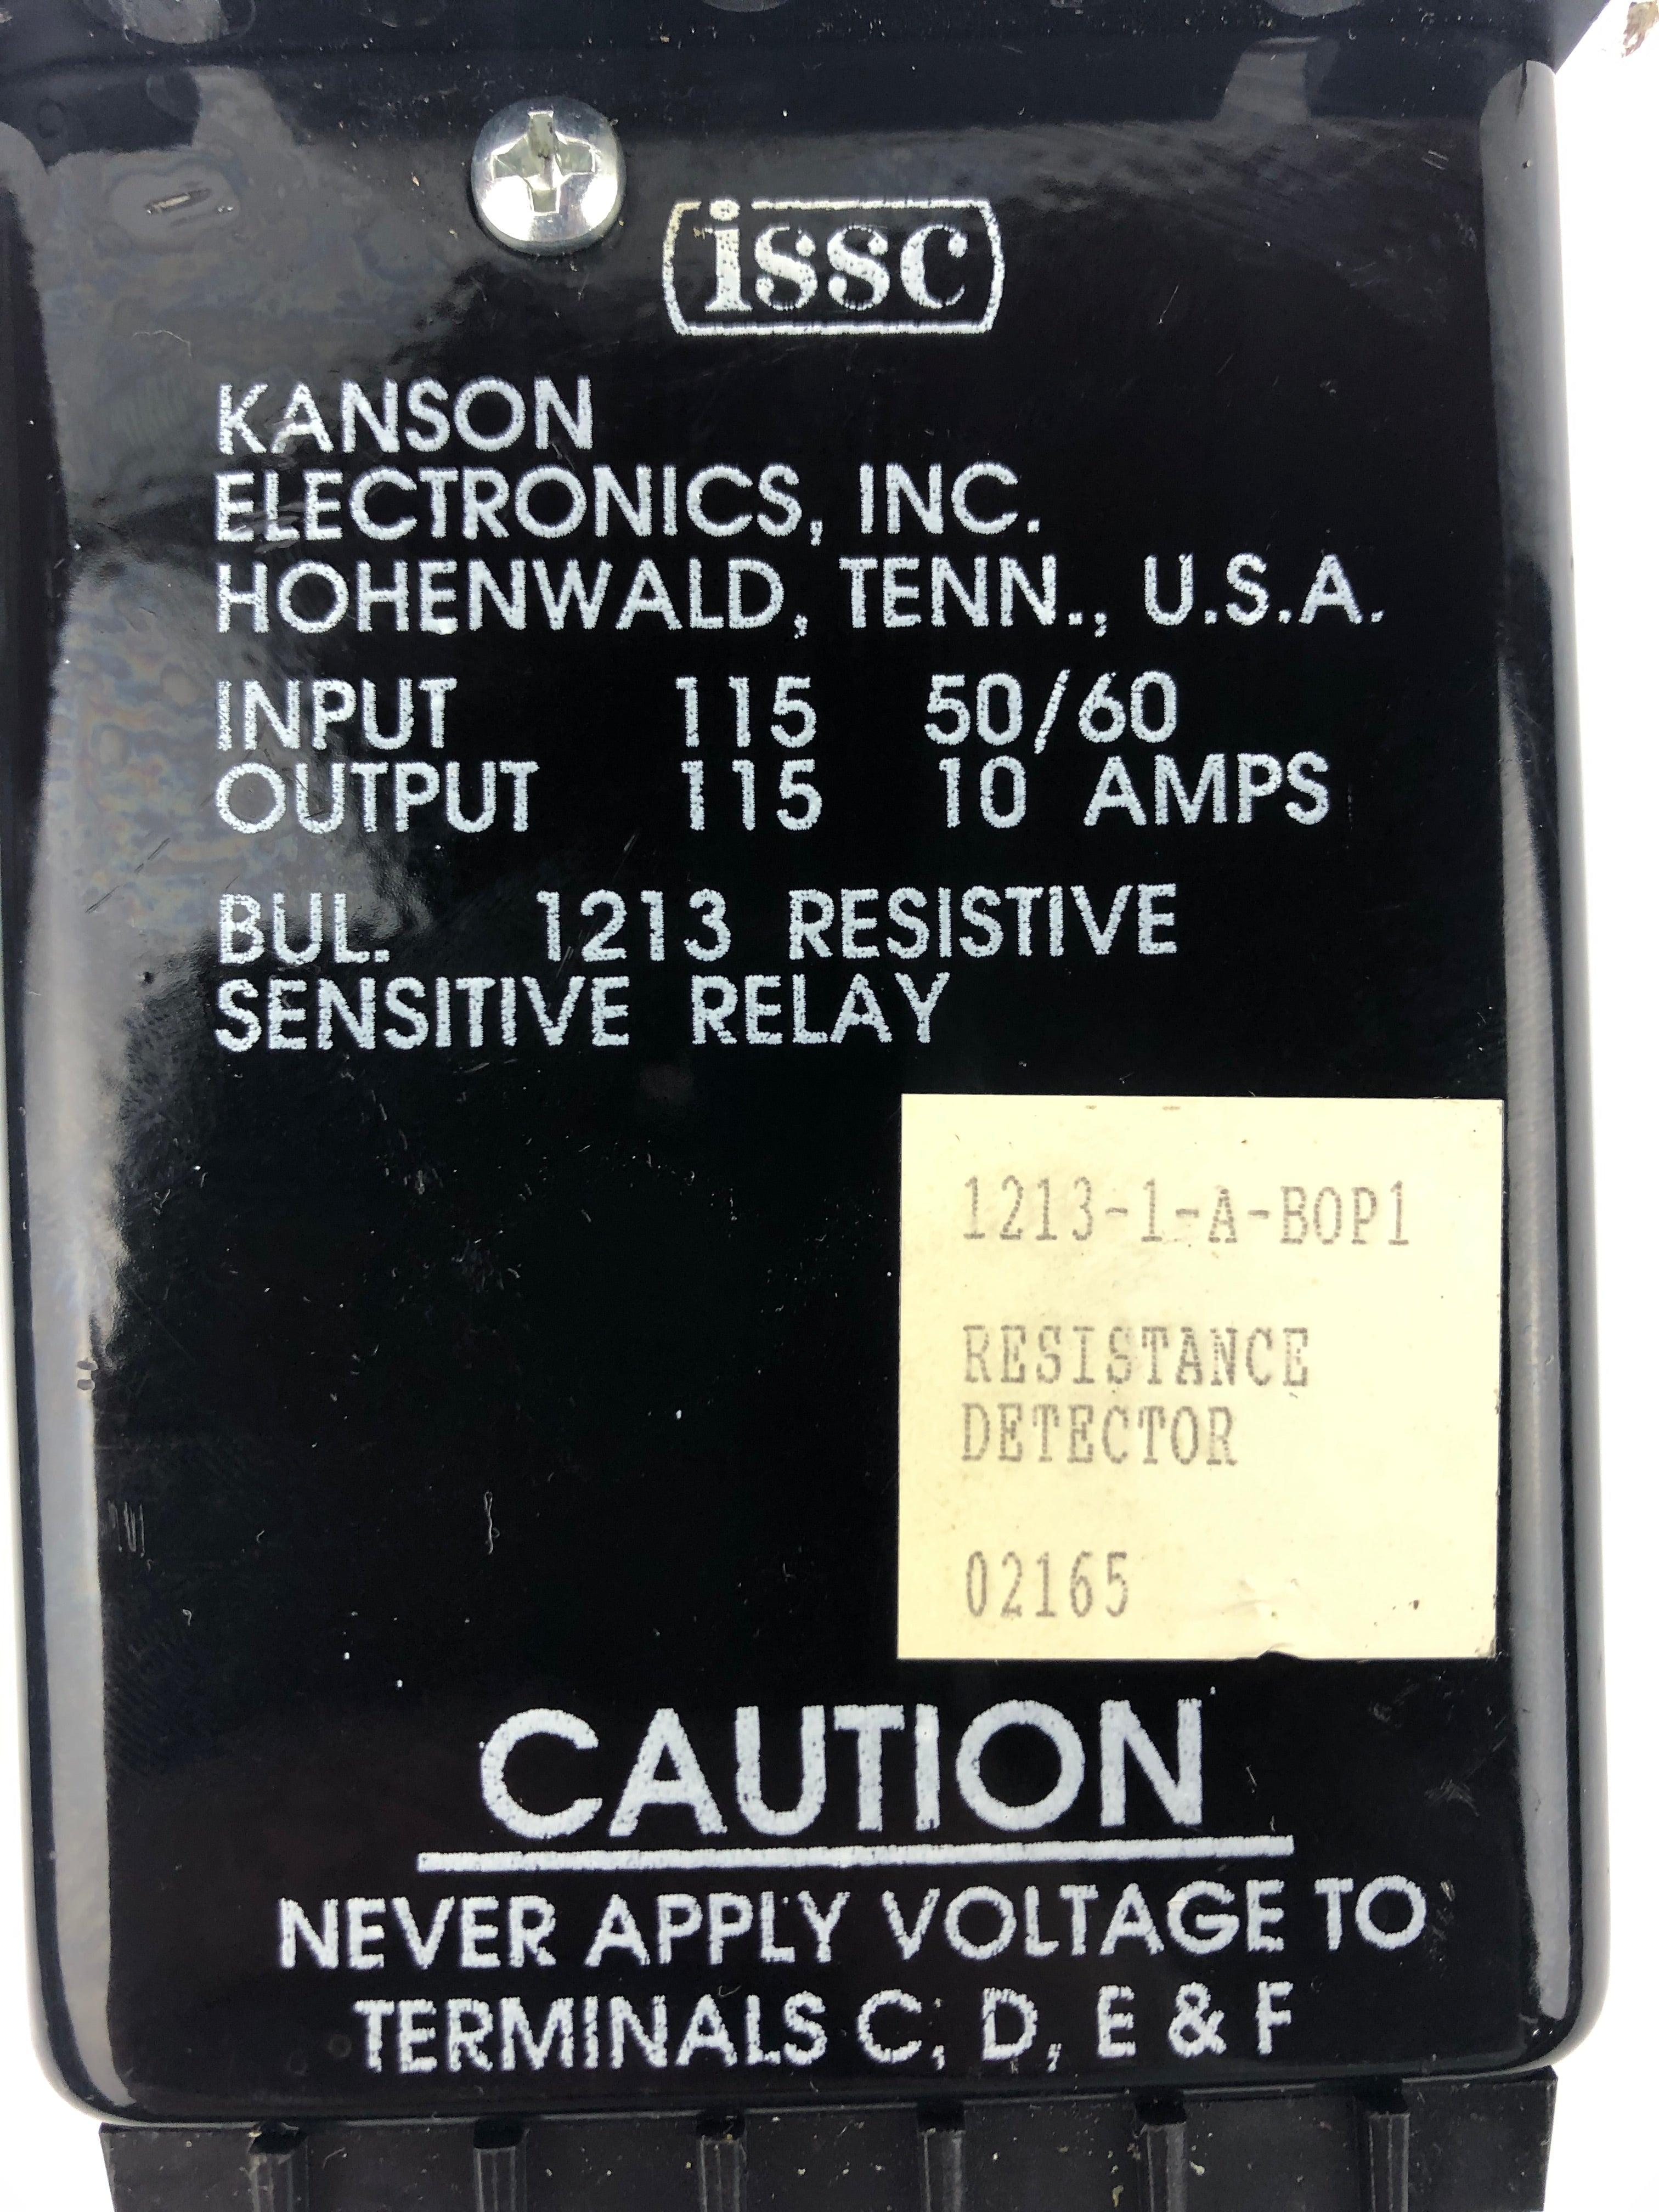 issc
KANSON
ELECTRONICS, INC.
HOHENWALD, TENN., U.S.A.
INPUT 115 50/60
OUTPUT 115 10 AMPS
BUL. 1213 RESISTIVE
SENSITIVE RELAY
1213-1-A-BOP1
RESISTANCE
DETECTOR
02165
CAUTION
NEVER APPLY VOLTAGE TO
TERMINALS C, D, E & F